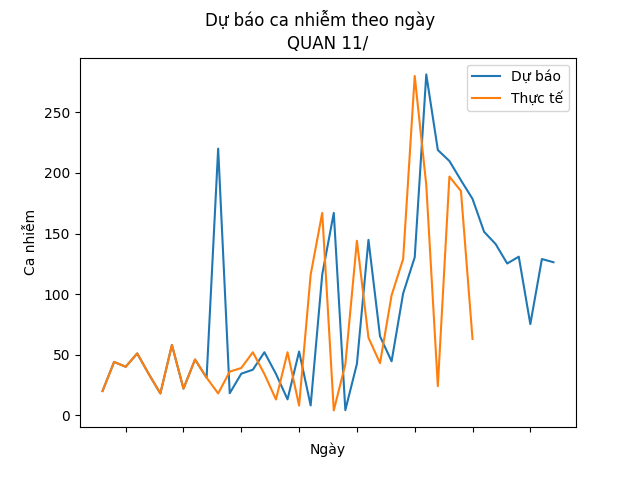 Dự báo ca nhiễm theo ngày
QUAN 11/
Dự báo
Thực tế
250
200
150
100
50
0
Ca nhiễm
Ngày